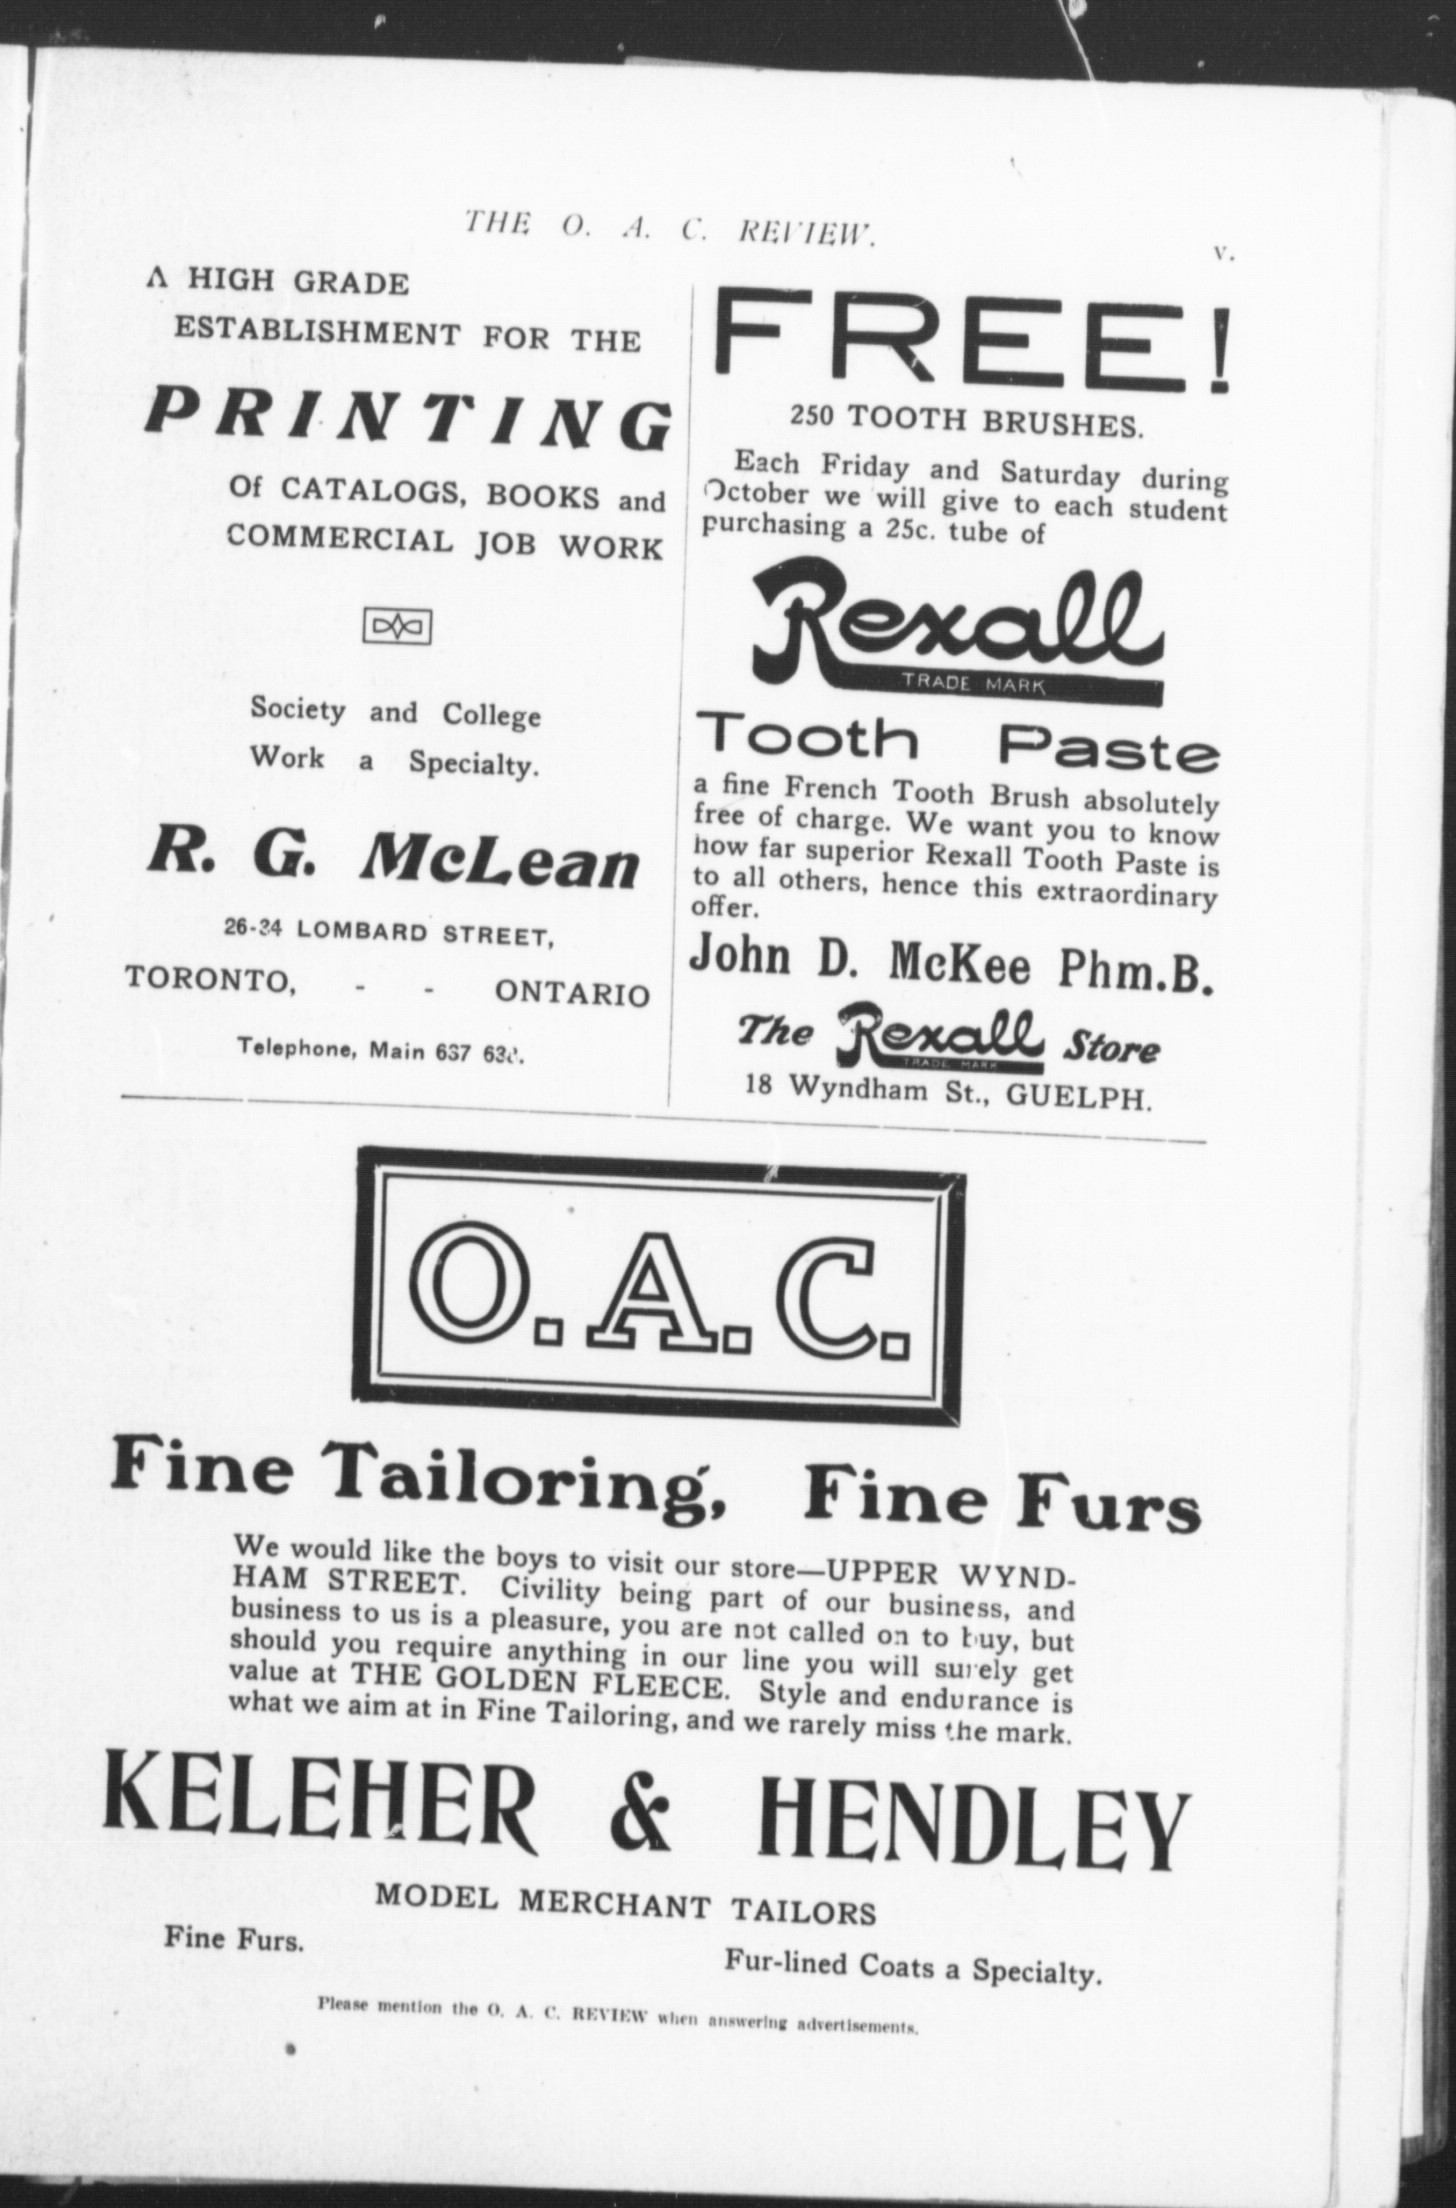 THE O. A. C. REVIEW.
v.
A HIGH GRADE
ESTABLISHMENT FOR THE
PRINTING
Of CATALOGS, BOOKS and
COMMERCIAL JOB WORK
Society and College
Work a Specialty.
R. G. McLean
26-34 LOMBARD STREET,
TORONTO, - - ONTARIO
Telephone, Main 637
FREE!
250 TOOTH BRUSHES.
Each Friday and Saturday during
October we will give to each student
purchasing a 25c. tube of
Rexall
TRADE MARK
Tooth Paste
a fine French Tooth Brush absolutely
free of charge. We want you to know
how far superior Rexall Tooth Paste is
to all others, hence this extraordinary
offer.
John D. McKee Phm.B.
The Rexall Store
TRADE MARK
18 Wyndham St., GUELPH.
O.A.C.
Fine Tailoring, Fine Furs
We would like the boys to visit our store—UPPER WYND-
HAM STREET. Civility being part of our business, and
business to us is a pleasure, you are not called on to buy, but
should you require anything in our line you will surely get
value at THE GOLDEN FLEECE. Style and endurance is
what we aim at in Fine Tailoring, and we rarely miss the mark.
KELEHER & HENDLEY
MODEL MERCHANT TAILORS
Fine Furs.
Fur-lined Coats a Specialty.
Please mention the O. A. C. REVIEW when answering advertisements.